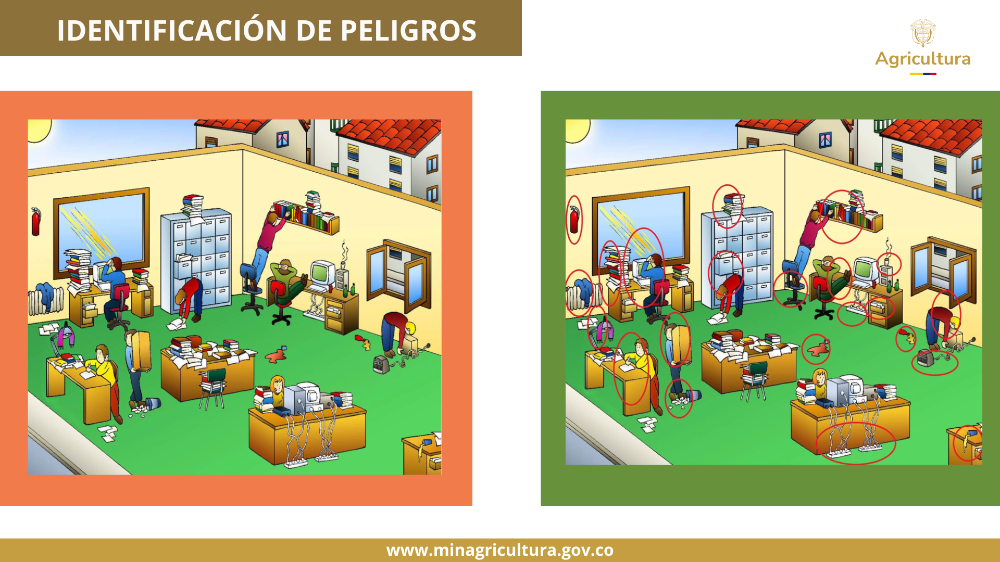 IDENTIFICACIÓN DE PELIGROS
Agricultura
www.minagricultura.gov.co